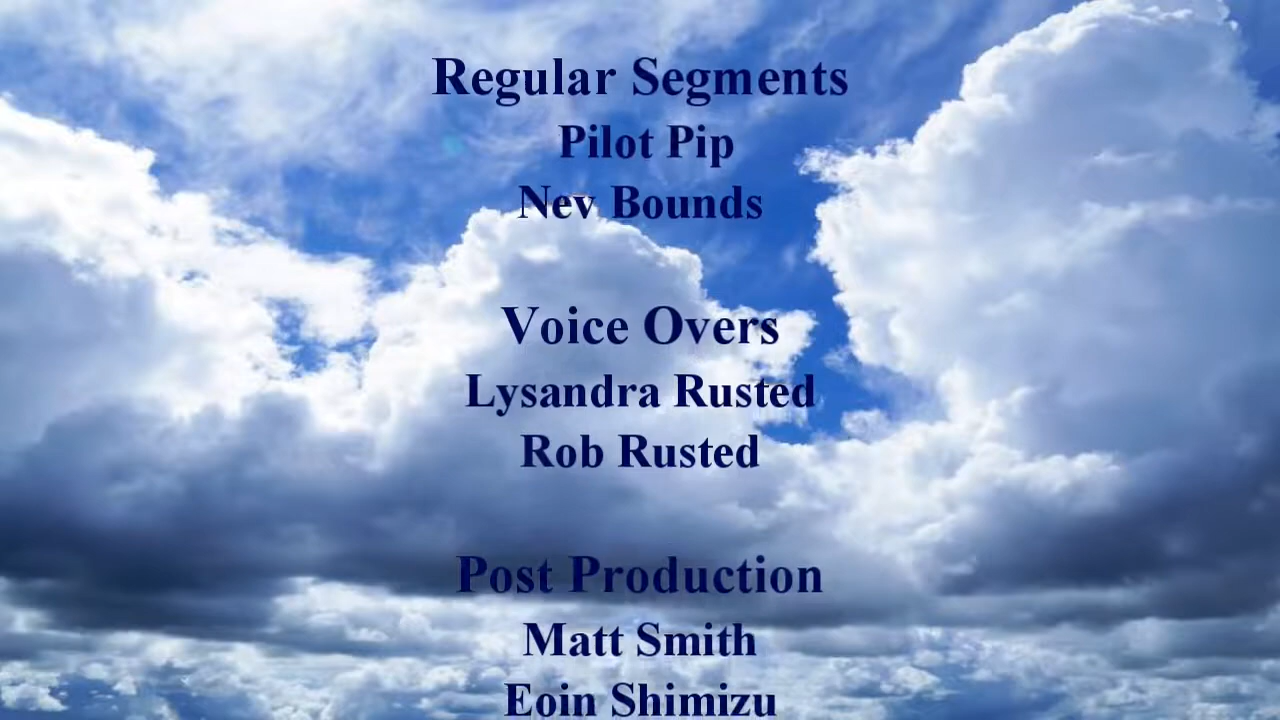 Regular Segments
Pilot Pip
Nev Bounds
Voice Overs
Lysandra Rusted
Rob Rusted
Post Production
Matt Smith
Eoin Shimizu